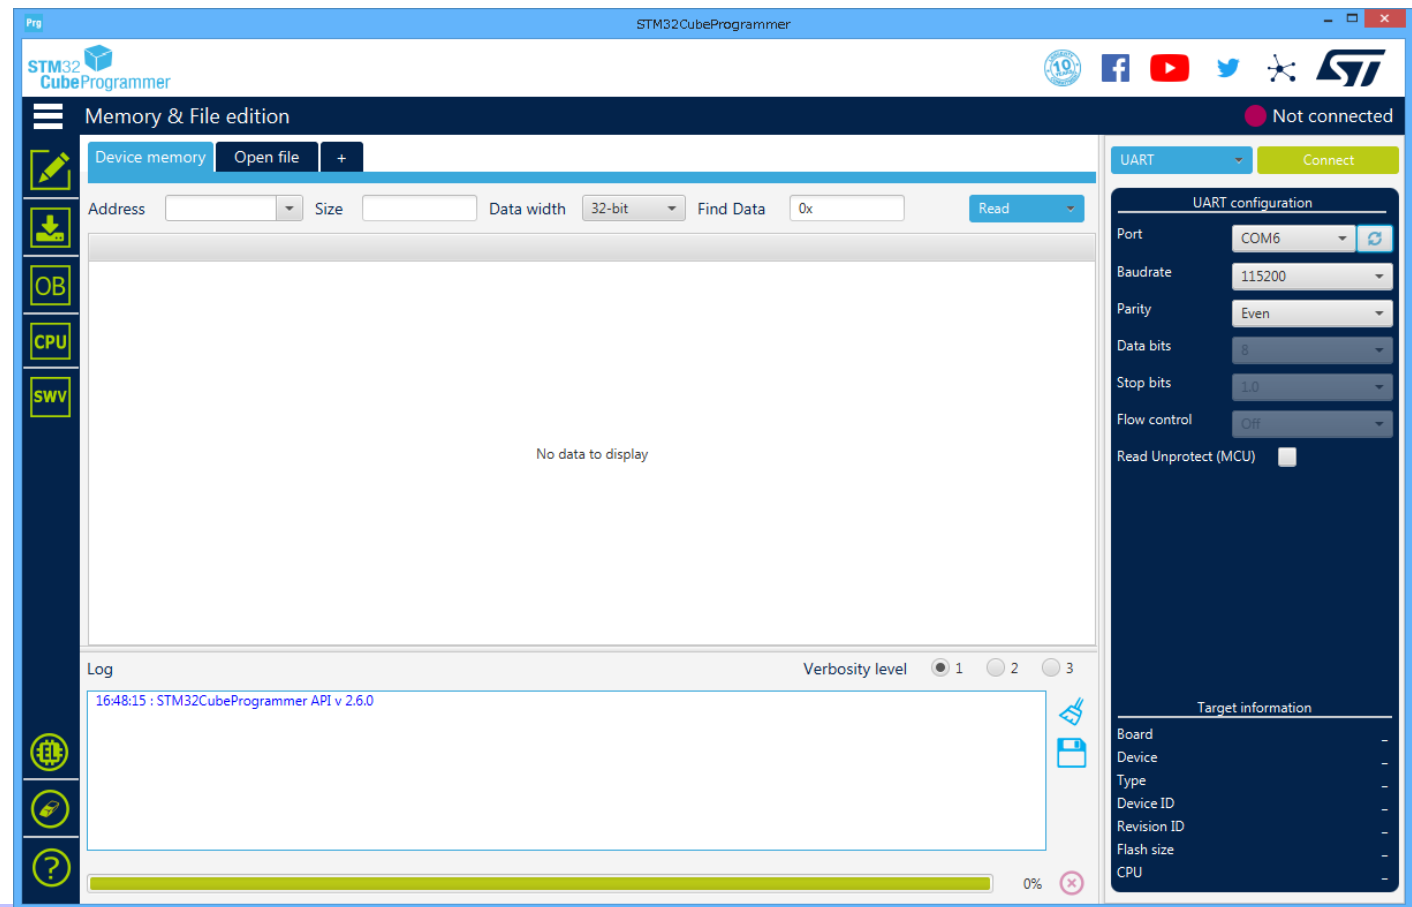 Prg
STM32CubeProgrammer
STM32
CubeProgrammer
10
Memory & File edition
Not connected
Device memory
Open file
+
UART
Connect
Address
Size
Data width
32-bit
Find Data
0x
Read
UART configuration
Port
COM6
Baudrate
115200
Parity
Even
Data bits
8
Stop bits
1.0
Flow control
Off
Read Unprotect (MCU)
OB
CPU
SWV
No data to display
Log
Verbosity level
1
2
3
16:48:15 : STM32CubeProgrammer API v 2.6.0
Target information
Board
-
Device
-
Type
-
Device ID
-
Revision ID
-
Flash size
-
CPU
-
EL
?
0%